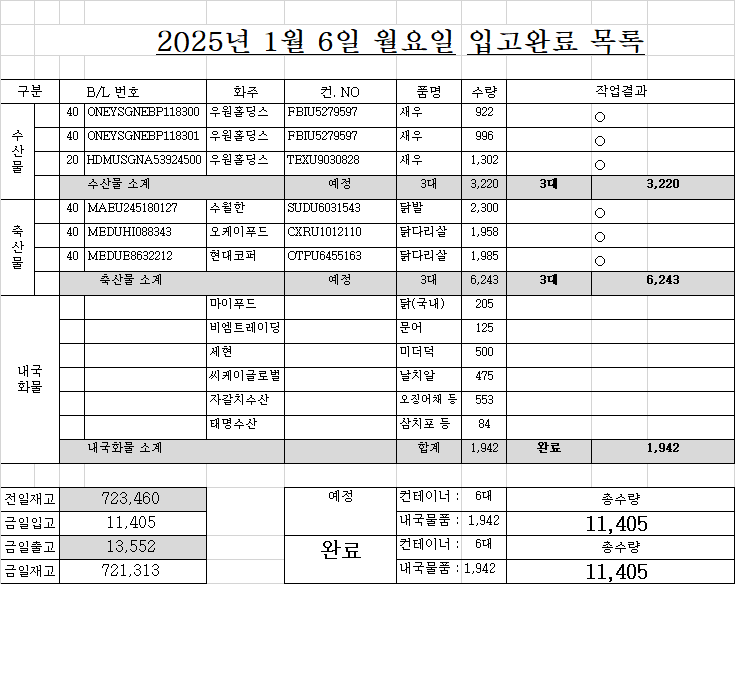 2025년 1월 6일 월요일 입고완료 목록
구분 B/L 번호 화주 컨. NO 품명 수량 작업결과
수산물
40 ONEYSGNEBP118300 우원홀딩스 FBIU5279597 새우 922 ○
40 ONEYSGNEBP118301 우원홀딩스 FBIU5279597 새우 996 ○
20 HDMUSGNA53924500 우원홀딩스 TEXU9030828 새우 1,302 ○
수산물 소계 예정 3대 3,220 3대 3,220
축산물
40 MAEU245180127 수월한 SUDU6031543 닭발 2,300 ○
40 MEDUHI088343 오케이푸드 CXRU1012110 닭다리살 1,958 ○
40 MEDUE8632212 현대코퍼 OTPU6455163 닭다리살 1,985 ○
축산물 소계 예정 3대 6,243 3대 6,243
내국화물
마이푸드 닭(국내) 205
비엠트레이딩 문어 125
세현 미더덕 500
씨케이글로벌 날치알 475
자갈치수산 오징어채 등 553
태명수산 삼치포 등 84
내국화물 소계 합계 1,942 완료 1,942
전일재고 723,460 예정 컨테이너 : 6대 총수량
금일입고 11,405 내국물품 : 1,942 11,405
금일출고 13,552 완료 컨테이너 : 6대 총수량
금일재고 721,313 내국물품 : 1,942 11,405